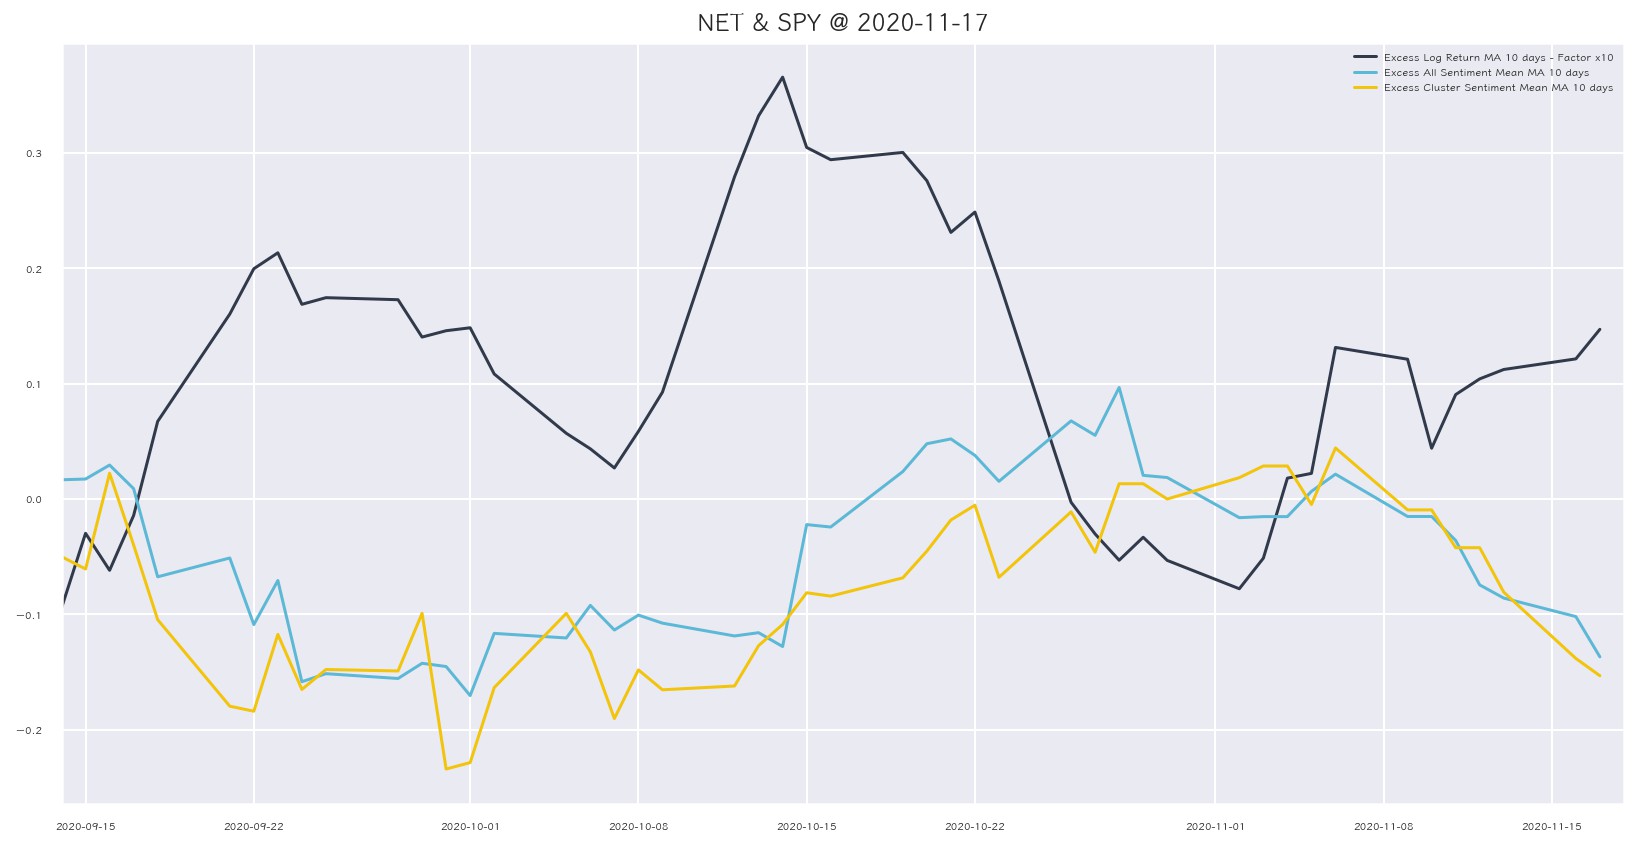 NET & SPY @ 2020-11-17
Excess Log Return MA 10 days - Factor x10
Excess All Sentiment Mean MA 10 days
Excess Cluster Sentiment Mean MA 10 days
0.3
0.2
0.1
0.0
−0.1
−0.2
2020-09-15 2020-09-22 2020-10-01 2020-10-08 2020-10-15 2020-10-22 2020-11-01 2020-11-08 2020-11-15